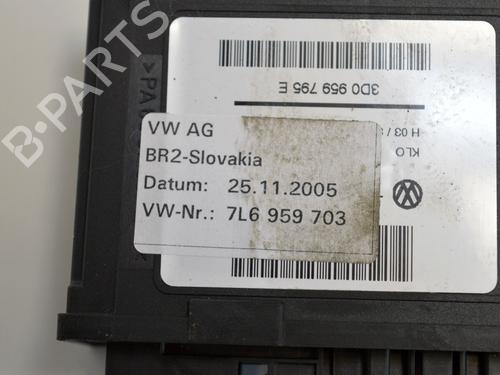 B-PARTS
>PA
3D0 959 795 E
H 03 /
KLO
VW AG
BR2-Slovakia
Datum: 25.11.2005
VW-Nr.: 7L6 959 703